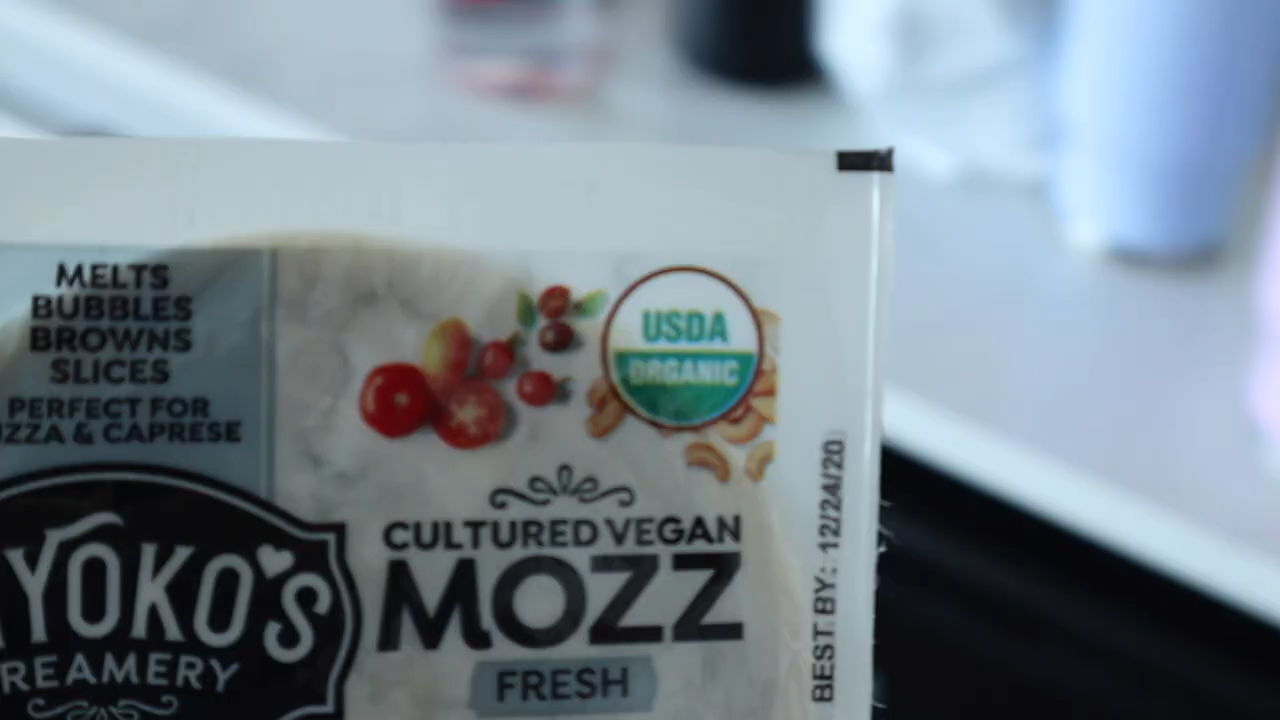 MELTS
BUBBLES
BROWNS
SLICES
PERFECT FOR
IZZA & CAPRESE
YOKO'S
REAMERY
USDA
ORGANIC
CULTURED VEGAN
MOZZ
FRESH
BEST BY.: 12/24/20